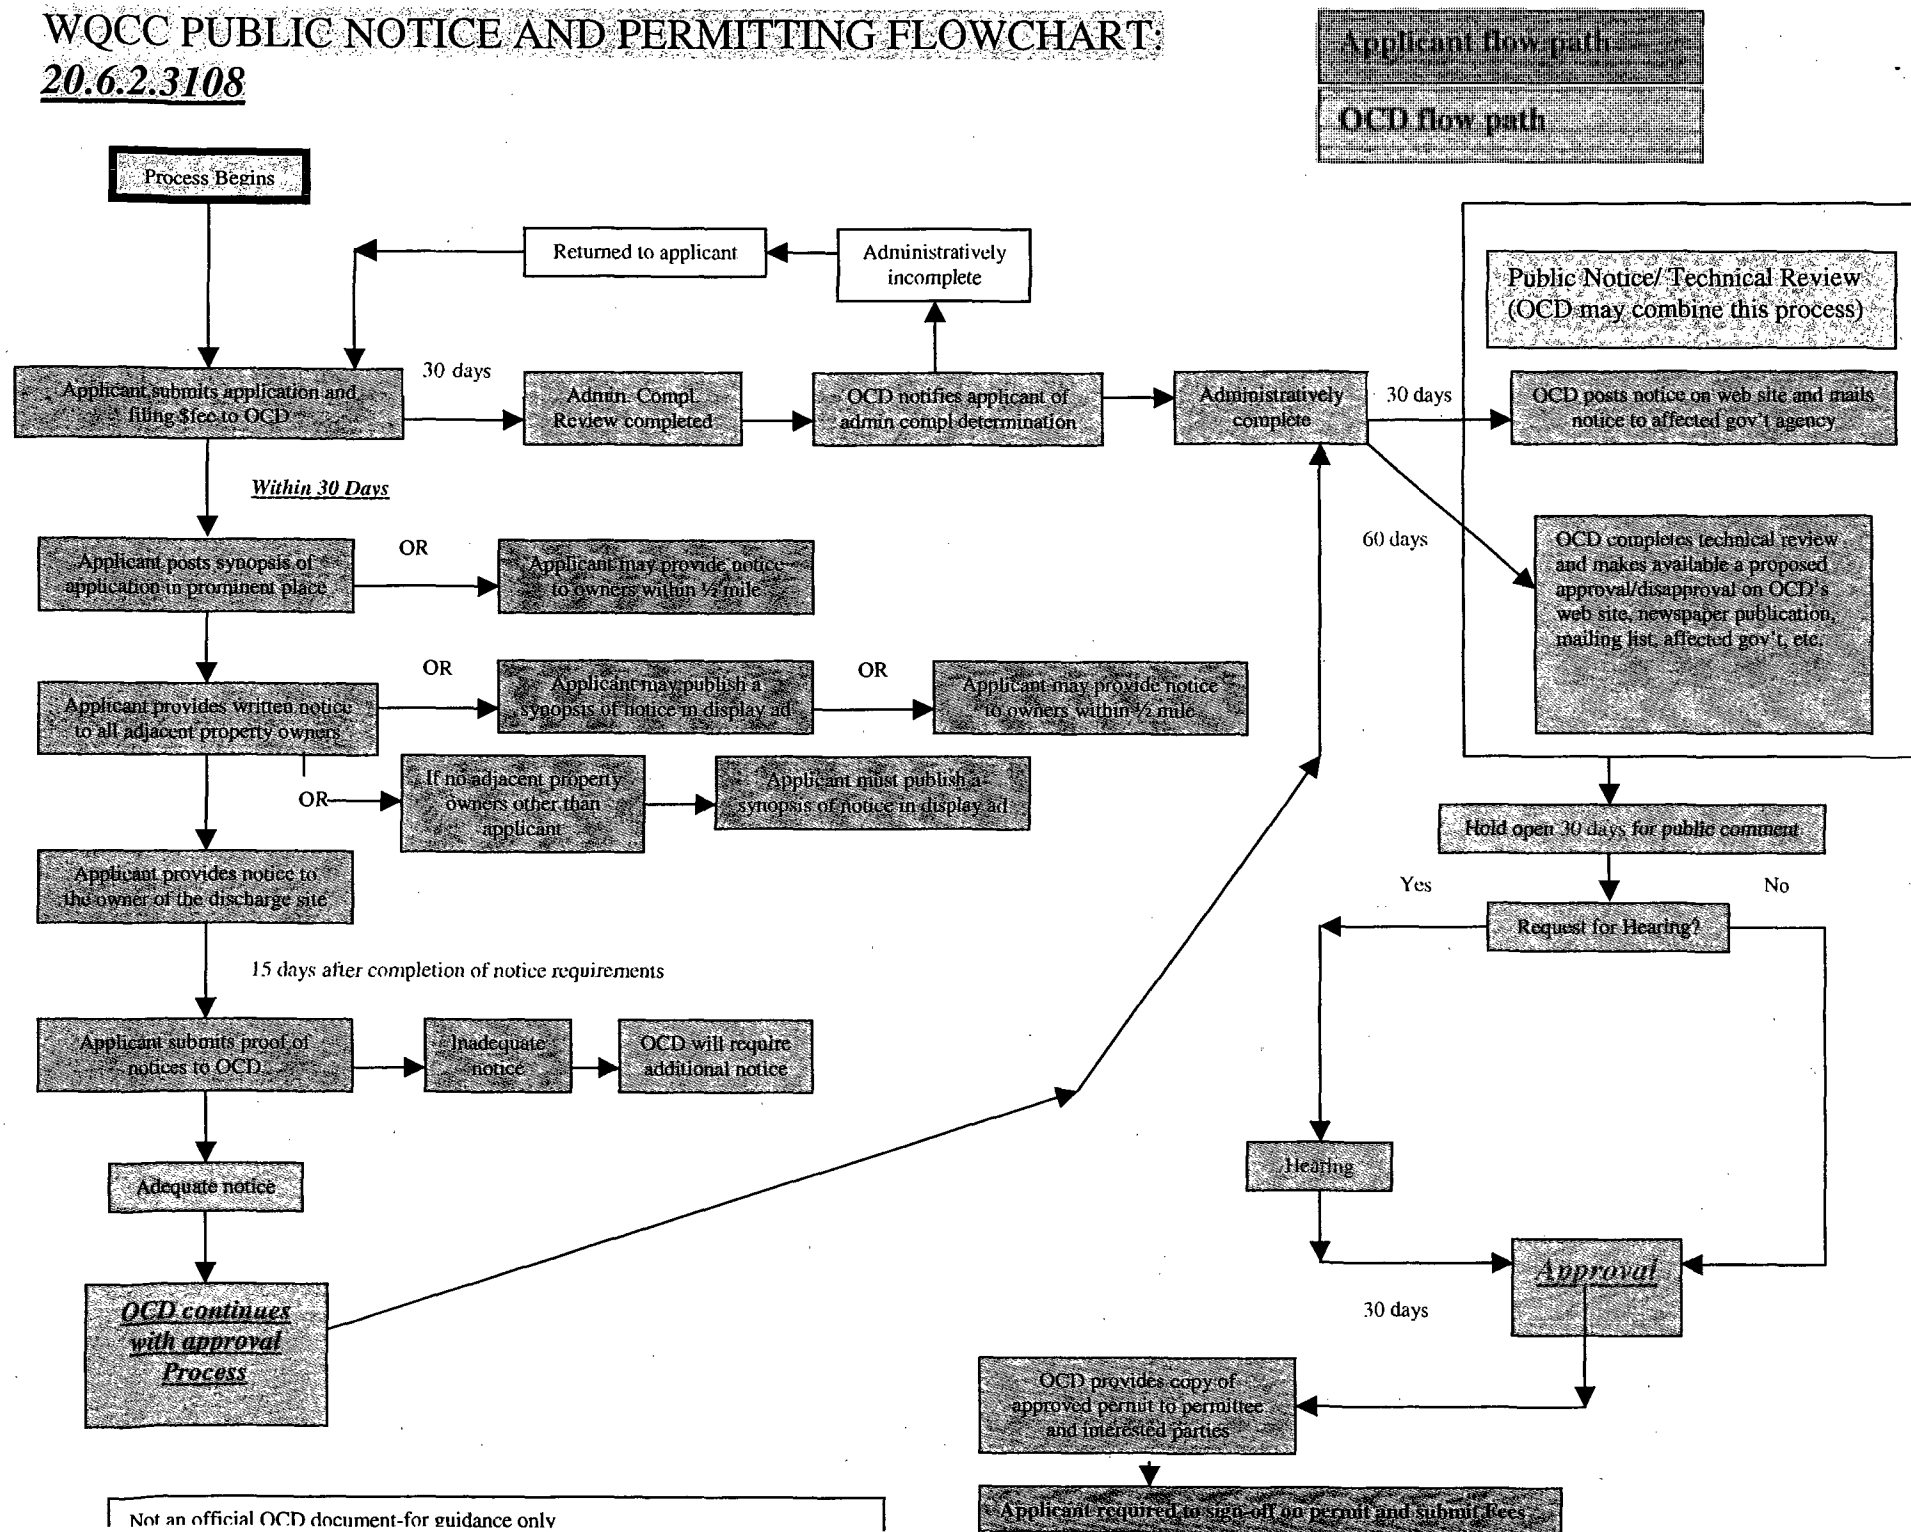 WQCC PUBLIC NOTICE AND PERMITTING FLOWCHART:
20.6.2.3108
Applicant flow path
OCD flow path
Process Begins
Returned to applicant
Administratively
incomplete
Public Notice/ Technical Review
(OCD may combine this process)
Applicant submits application and
filing $fee to OCD
30 days
Admin. Compl.
Review completed
OCD notifies applicant of
admin compl determination
Administratively
complete
30 days
OCD posts notice on web site and mails
notice to affected gov't agency
Within 30 Days
60 days
OCD completes technical review
and makes available a proposed
approval/disapproval on OCD's
web site, newspaper publication,
mailing list, affected gov't, etc.
Applicant posts synopsis of
application in prominent place
OR
Applicant may provide notice
to owners within ½ mile
Applicant provides written notice
to all adjacent property owners
OR
Applicant may publish a
synopsis of notice in display ad
OR
Applicant may provide notice
to owners within ½ mile
OR
If no adjacent property
owners other than
applicant
Applicant must publish a
synopsis of notice in display ad
Hold open 30 days for public comment
Applicant provides notice to
the owner of the discharge site
Yes
No
Request for Hearing?
15 days after completion of notice requirements
Applicant submits proof of
notices to OCD
Inadequate
notice
OCD will require
additional notice
Adequate notice
Hearing
OCD continues
with approval
Process
Approval
30 days
OCD provides copy of
approved permit to permittee
and interested parties
Applicant required to sign-off on permit and submit Fees
Not an official OCD document-for guidance only